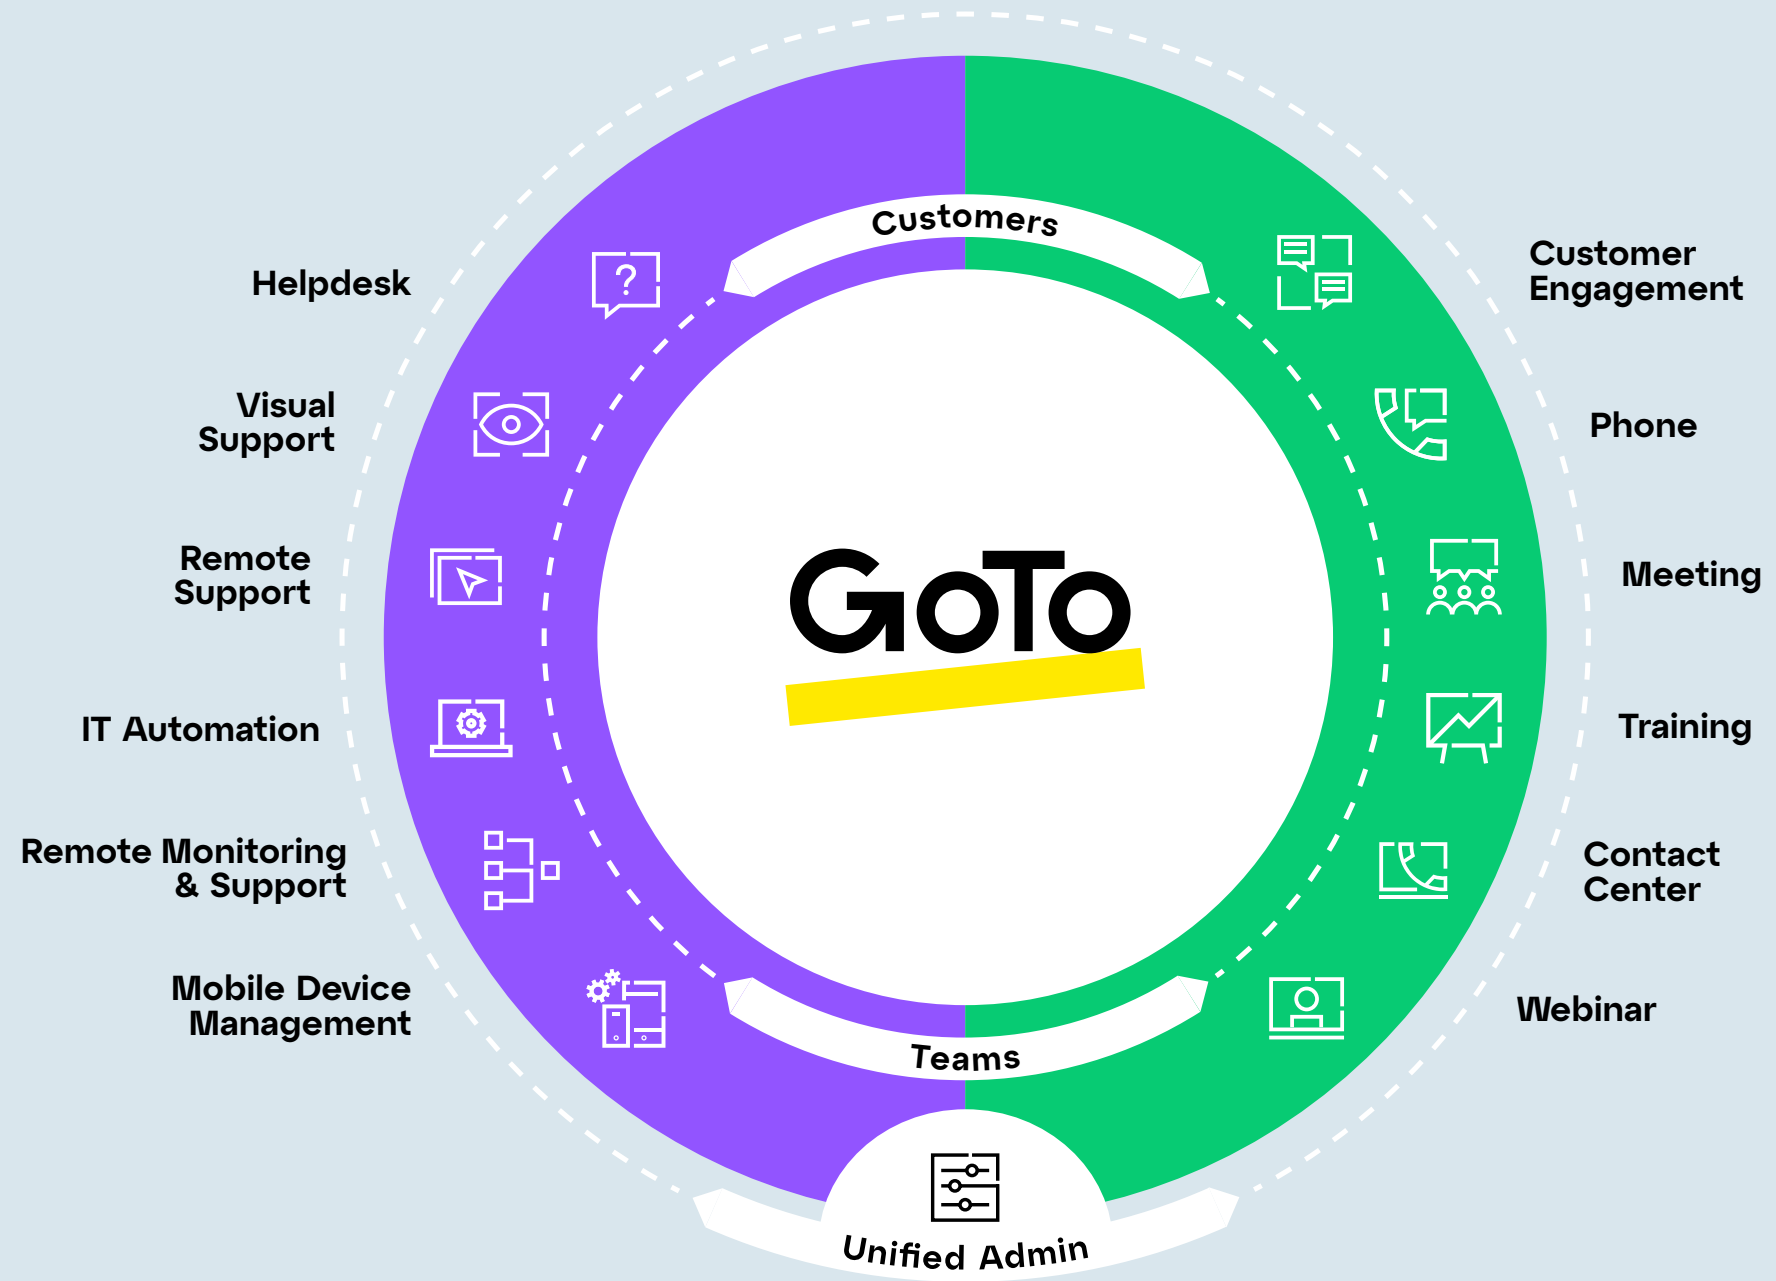 Customers
Helpdesk
Visual
Support
Remote
Support
IT Automation
Remote Monitoring
& Support
Mobile Device
Management
GoTo
Customer
Engagement
Phone
Meeting
Training
Contact
Center
Webinar
Teams
Unified Admin